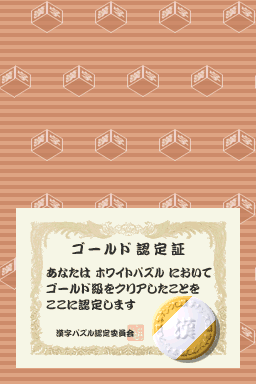 ゴールド認定証
あなたは ホワイトパズル において
ゴールド級をクリアしたことを
ここに認定します
漢字パズル認定委員会
漢